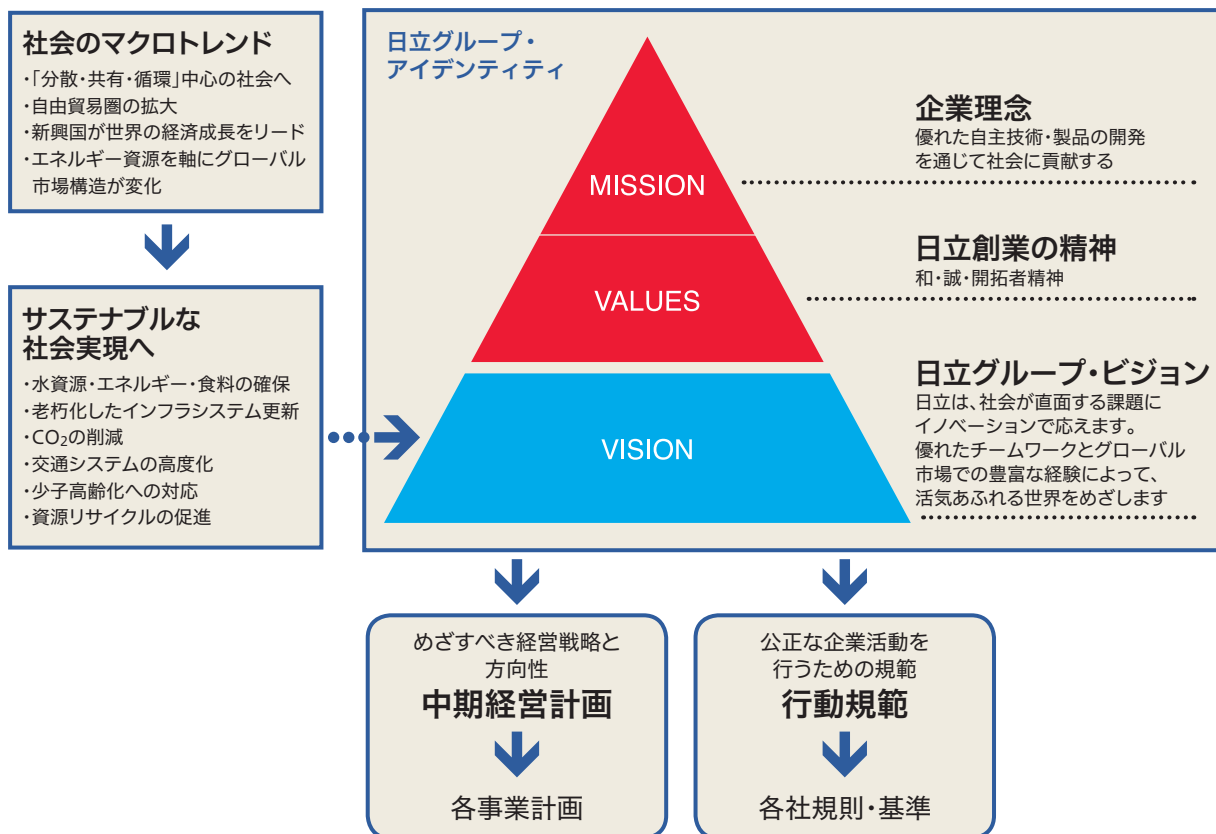 社会のマクロトレンド
・「分散・共有・循環」中心の社会へ
・自由貿易圏の拡大
・新興国が世界の経済成長をリード
・エネルギー資源を軸にグローバル
市場構造が変化
サステナブルな
社会実現へ
・水資源・エネルギー・食料の確保
・老朽化したインフラシステム更新
・CO₂の削減
・交通システムの高度化
・少子高齢化への対応
・資源リサイクルの促進
日立グループ・
アイデンティティ
MISSION
企業理念
優れた自主技術・製品の開発
を通じて社会に貢献する
VALUES
日立創業の精神
和・誠・開拓者精神
VISION
日立グループ・ビジョン
日立は、社会が直面する課題に
イノベーションで応えます。
優れたチームワークとグローバル
市場での豊富な経験によって、
活気あふれる世界をめざします
めざすべき経営戦略と
方向性
中期経営計画
各事業計画
公正な企業活動を
行うための規範
行動規範
各社規則・基準